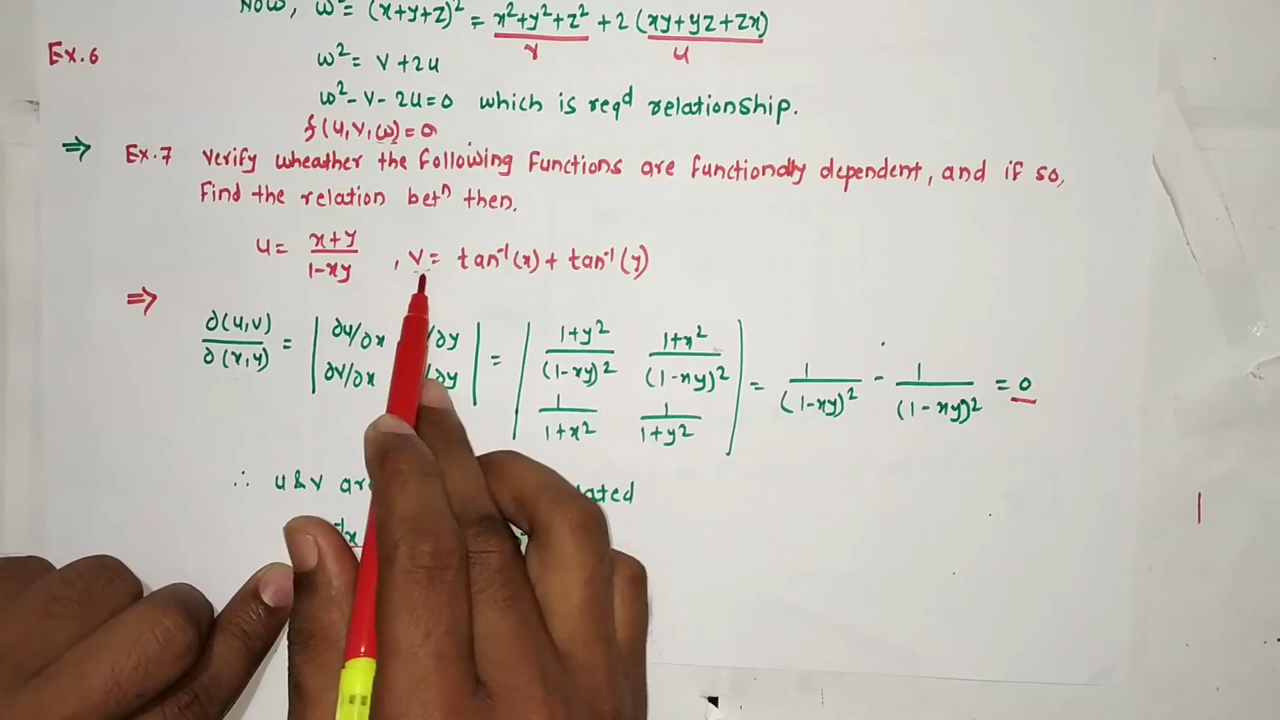 Now, ω² = (x+y+z)² = x²+y²+z² + 2(xy+yz+zx)
Ex.6 v u
ω² = v+2u
ω²-v-2u=0 which is reqᵈ relationship.
f(u,v,ω)=0
⇒ Ex.7 Verify wheather the following functions are functionally dependent, and if so,
Find the relation betⁿ then.
u = x+y/1-xy , v = tan⁻¹(x) + tan⁻¹(y)
⇒
∂(u,v)/∂(x,y) = | ∂u/∂x /∂y ; ∂v/∂x /∂y | = | 1+y²/(1-xy)² 1+x²/(1-xy)² ; 1/1+x² 1/1+y² | = 1/(1-xy)² - 1/(1-xy)² = 0
∴ u & v